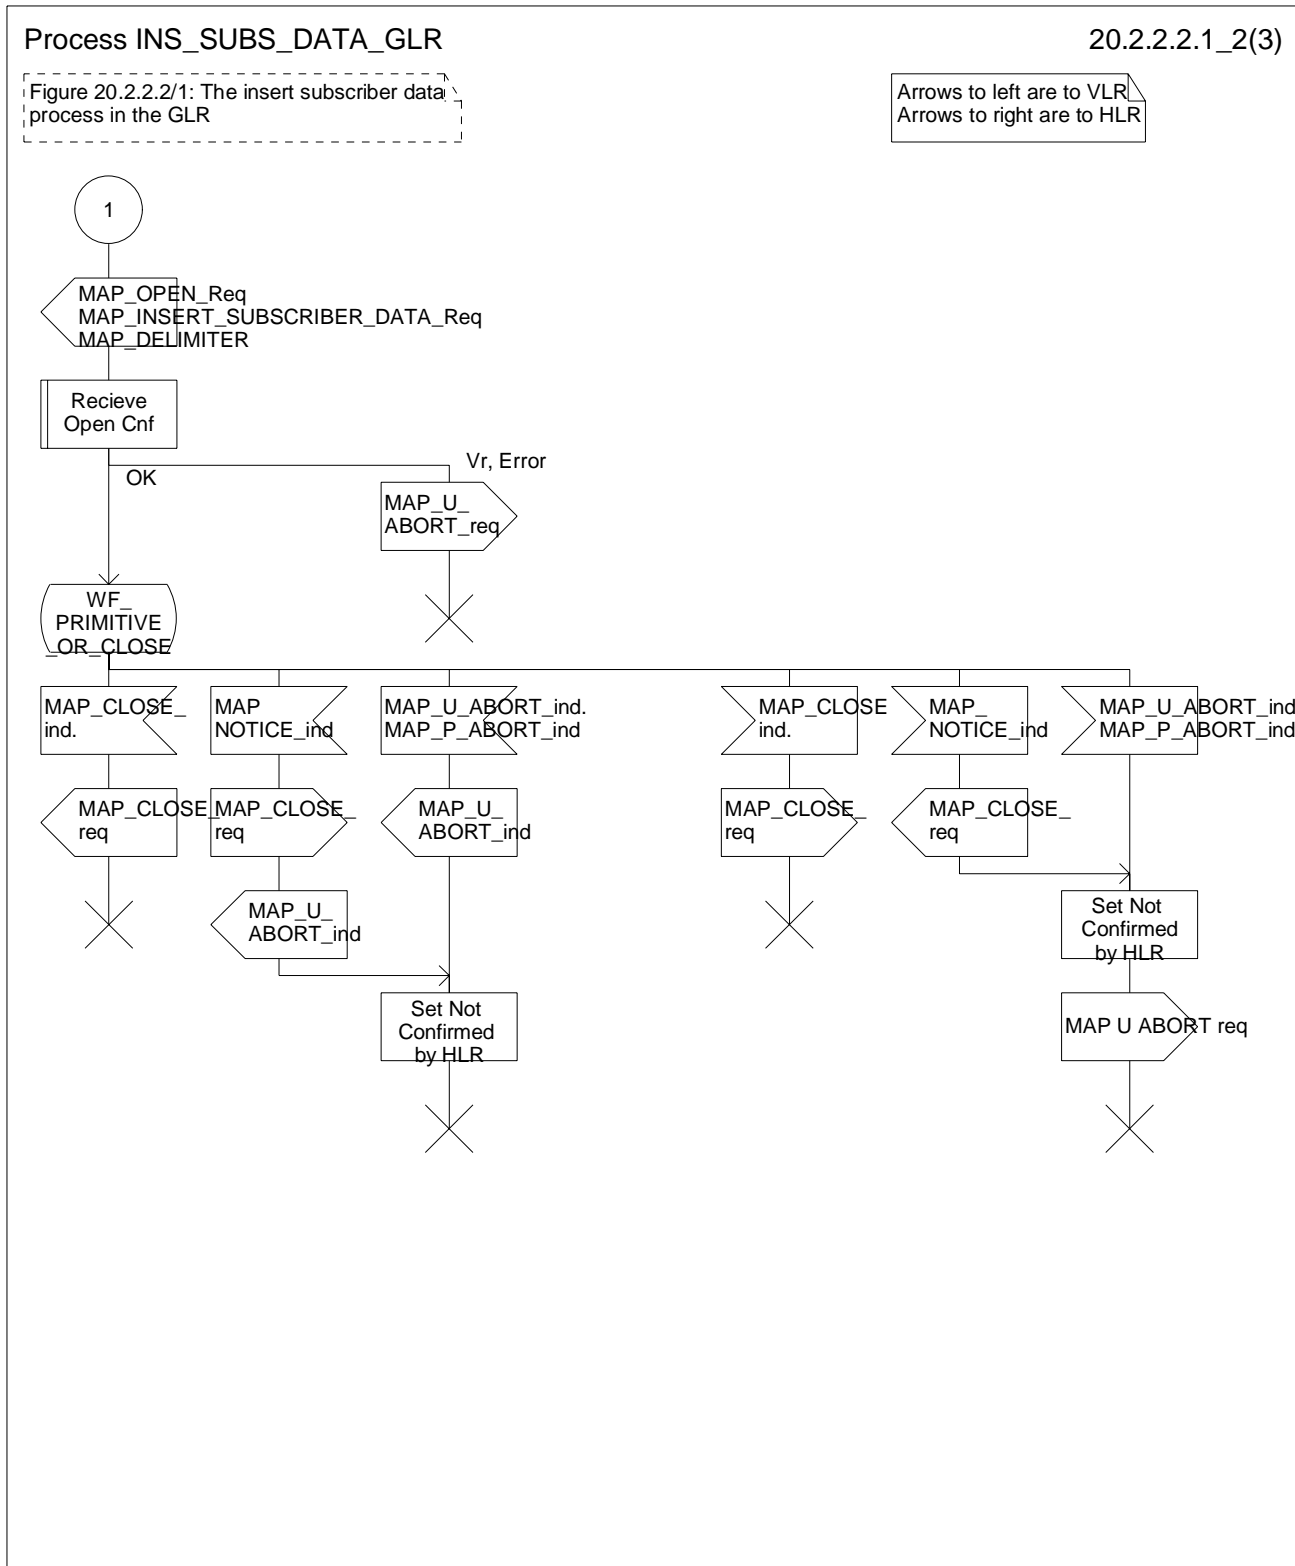 Process INS_SUBS_DATA_GLR
20.2.2.2.1_2(3)
Figure 20.2.2.2/1: The insert subscriber data
process in the GLR
Arrows to left are to VLR
Arrows to right are to HLR
1
MAP_OPEN_Req
MAP_INSERT_SUBSCRIBER_DATA_Req
MAP_DELIMITER
Recieve
Open Cnf
OK
Vr, Error
MAP_U_
ABORT_req
WF_
PRIMITIVE
_OR_CLOSE
MAP_CLOSE_
ind.
MAP
NOTICE_ind
MAP_U_ABORT_ind.
MAP_P_ABORT_ind
MAP_CLOSE
ind.
MAP_
NOTICE_ind
MAP_U_ABORT_ind
MAP_P_ABORT_ind
MAP_CLOSE_
req
MAP_CLOSE_
req
MAP_U_
ABORT_ind
MAP_CLOSE_
req
MAP_CLOSE_
req
MAP_U_
ABORT_ind
Set Not
Confirmed
by HLR
Set Not
Confirmed
by HLR
MAP U ABORT req